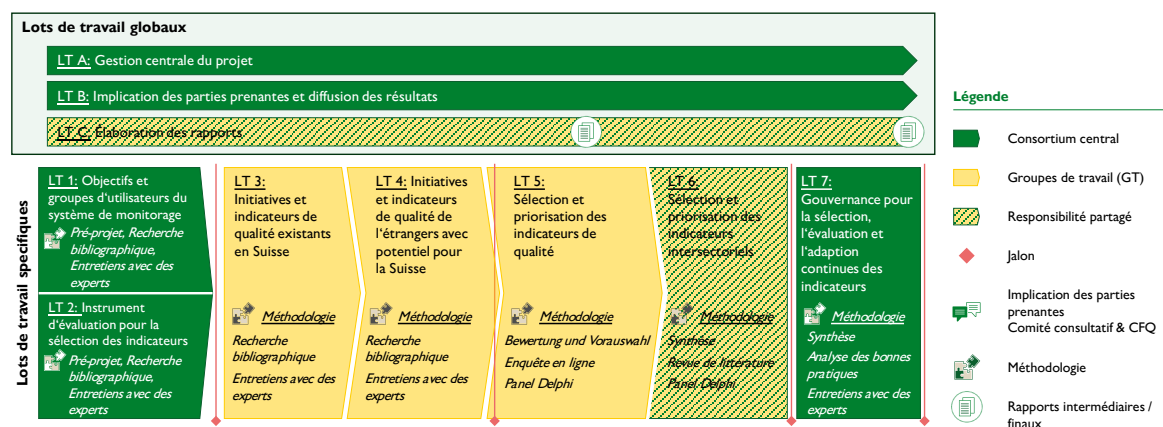 Lots de travail globaux
LT A: Gestion centrale du projet
LT B: Implication des parties prenantes et diffusion des résultats
LT C: Élaboration des rapports
Lots de travail specifiques
LT 1: Objectifs et
groupes d'utilisateurs du
système de monitorage
Pré-projet, Recherche
bibliographique,
Entretiens avec des
experts
LT 2: Instrument
d'évaluation pour la
sélection des indicateurs
Pré-projet, Recherche
bibliographique,
Entretiens avec des
experts
LT 3:
Initiatives et
indicateurs de
qualité existants
en Suisse
Méthodologie
Recherche
bibliographique
Entretiens avec des
experts
LT 4: Initiatives
et indicateurs
de qualité de
l'étrangers avec
potentiel pour
la Suisse
Méthodologie
Recherche
bibliographique
Entretiens avec des
experts
LT 5:
Sélection et
priorisation des
indicateurs de
qualité
Méthodologie
Bewertung und Vorauswahl
Enquête en ligne
Panel Delphi
LT 6:
Sélection et
priorisation des
indicateurs
intersectoriels
Méthodologie
Synthèse
Revue de littérature
Panel Delphi
LT 7:
Gouvernance pour
la sélection,
l'évaluation et
l'adaption
continues des
indicateurs
Méthodologie
Synthèse
Analyse des bonnes
pratiques
Entretiens avec des
experts
Légende
Consortium central
Groupes de travail (GT)
Responsabilité partagé
Jalon
Implication des parties
prenantes
Comité consultatif & CFQ
Méthodologie
Rapports intermédiaires /
finaux